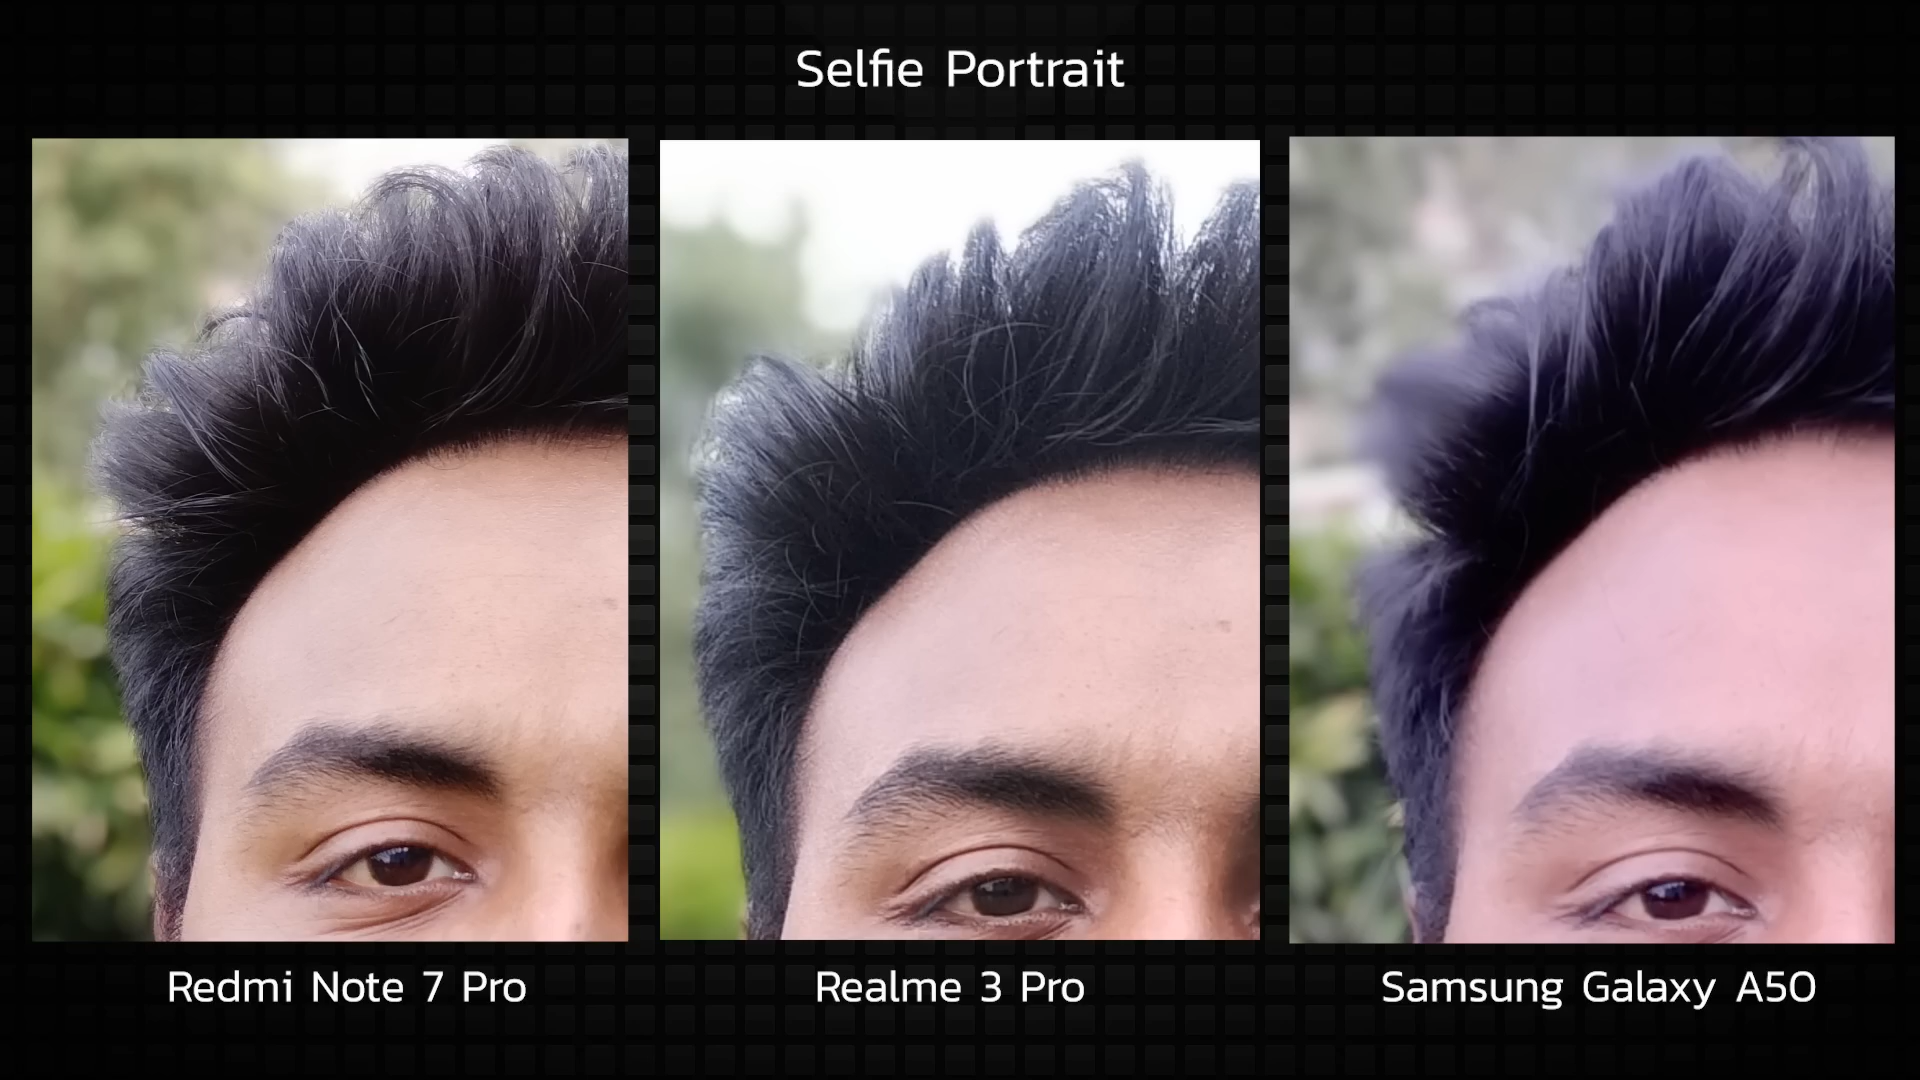 Selfie Portrait
Redmi Note 7 Pro
Realme 3 Pro
Samsung Galaxy A50